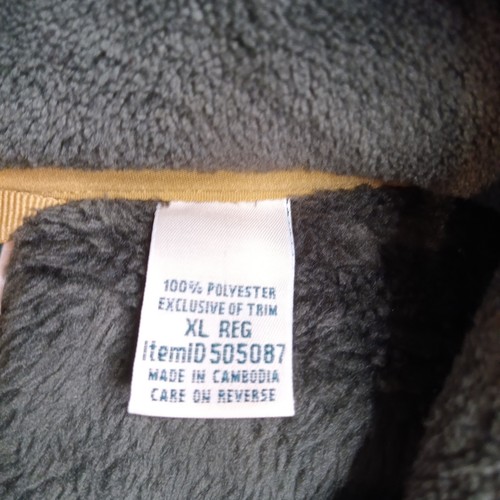 100% POLYESTER
EXCLUSIVE OF TRIM
XL REG
ItemID 505087
MADE IN CAMBODIA
CARE ON REVERSE